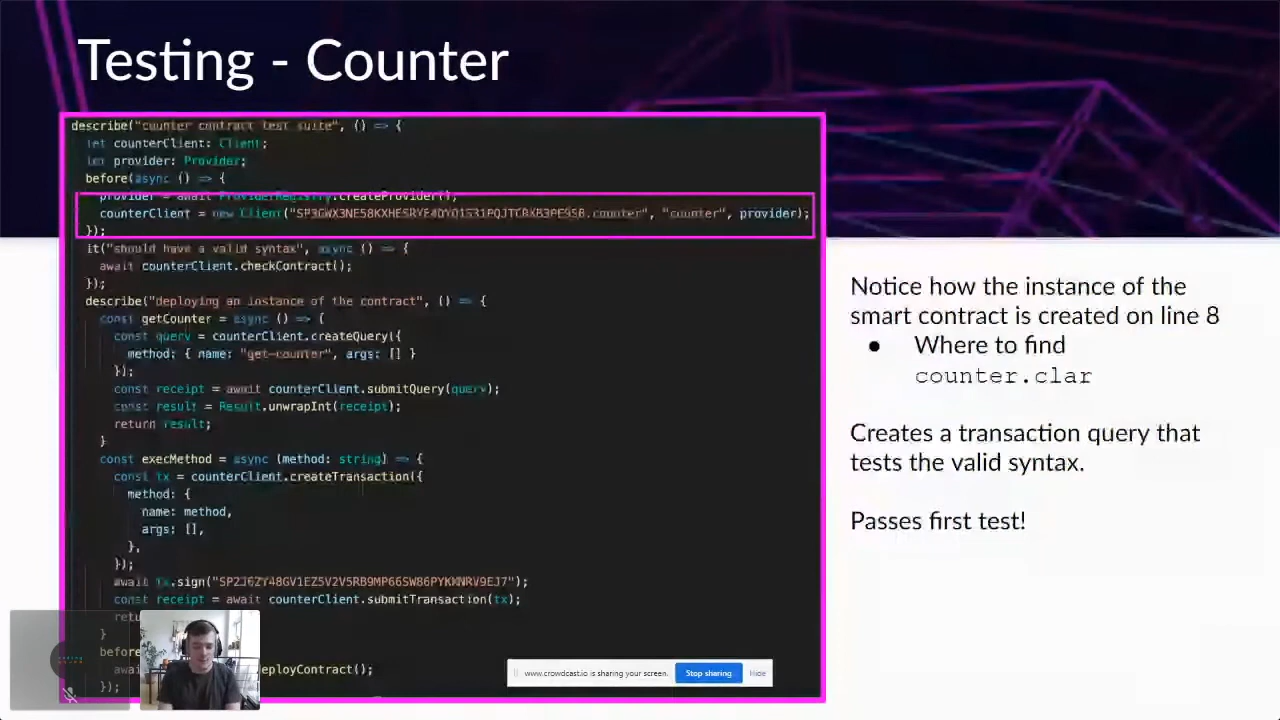 Testing - Counter
describe("counter contract test suite", () => {
let counterClient: Client;
let provider: Provider;
before(async () => {
provider = await ProviderRegistry.createProvider();
counterClient = new Client(" .counter", "counter", provider);
});
it("should have a valid syntax", async () => {
await counterClient.checkContract();
});
describe("deploying an instance of the contract", () => {
const getCounter = async () => {
const query = counterClient.createQuery({
method: { name: "get-counter", args: [] }
});
const receipt = await counterClient.submitQuery(query);
const result = Result.unwrapInt(receipt);
return result;
}
const execMethod = async (method: string) => {
const tx = counterClient.createTransaction({
method: {
name: method,
args: [],
},
});
await tx.sign("
const receipt = await counterClient.submitTransaction(tx);
retu
}
before
awai eployContract();
});
Notice how the instance of the
smart contract is created on line 8
● Where to find
counter.clar
Creates a transaction query that
tests the valid syntax.
Passes first test!
www.crowdcast.io is sharing your screen.
Stop sharing
Hide